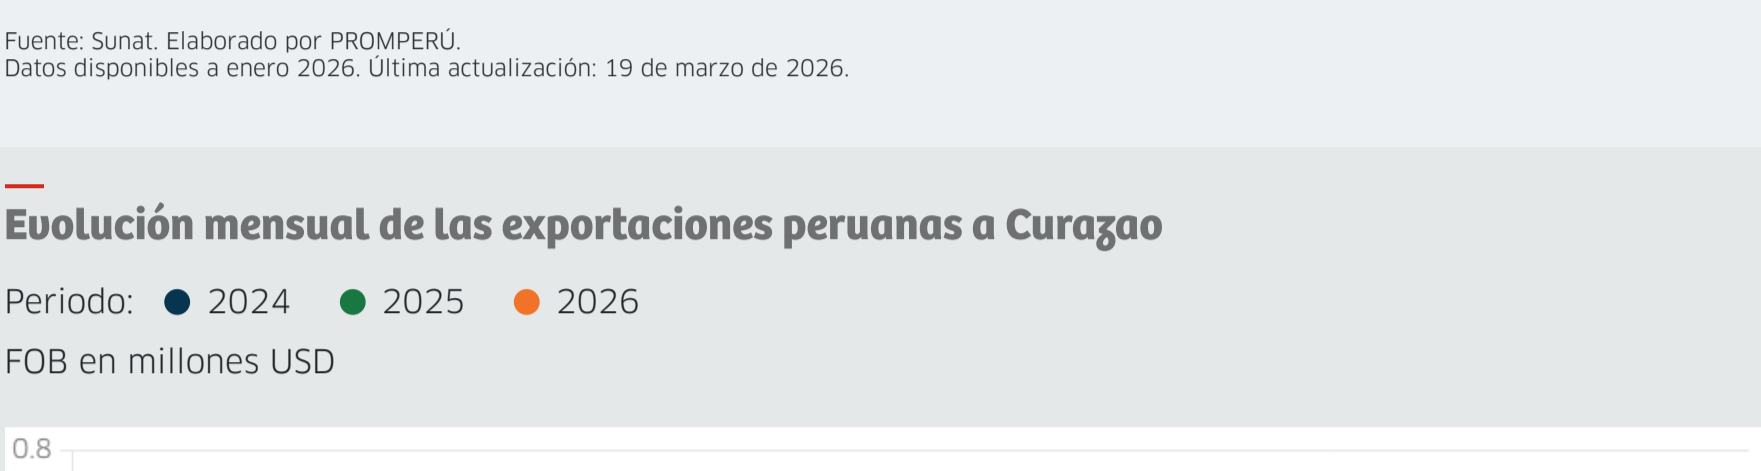 Fuente: Sunat. Elaborado por PROMPERÚ.
Datos disponibles a enero 2026. Última actualización: 19 de marzo de 2026.
Evolución mensual de las exportaciones peruanas a Curazao
Periodo: 2024 2025 2026
FOB en millones USD
0.8